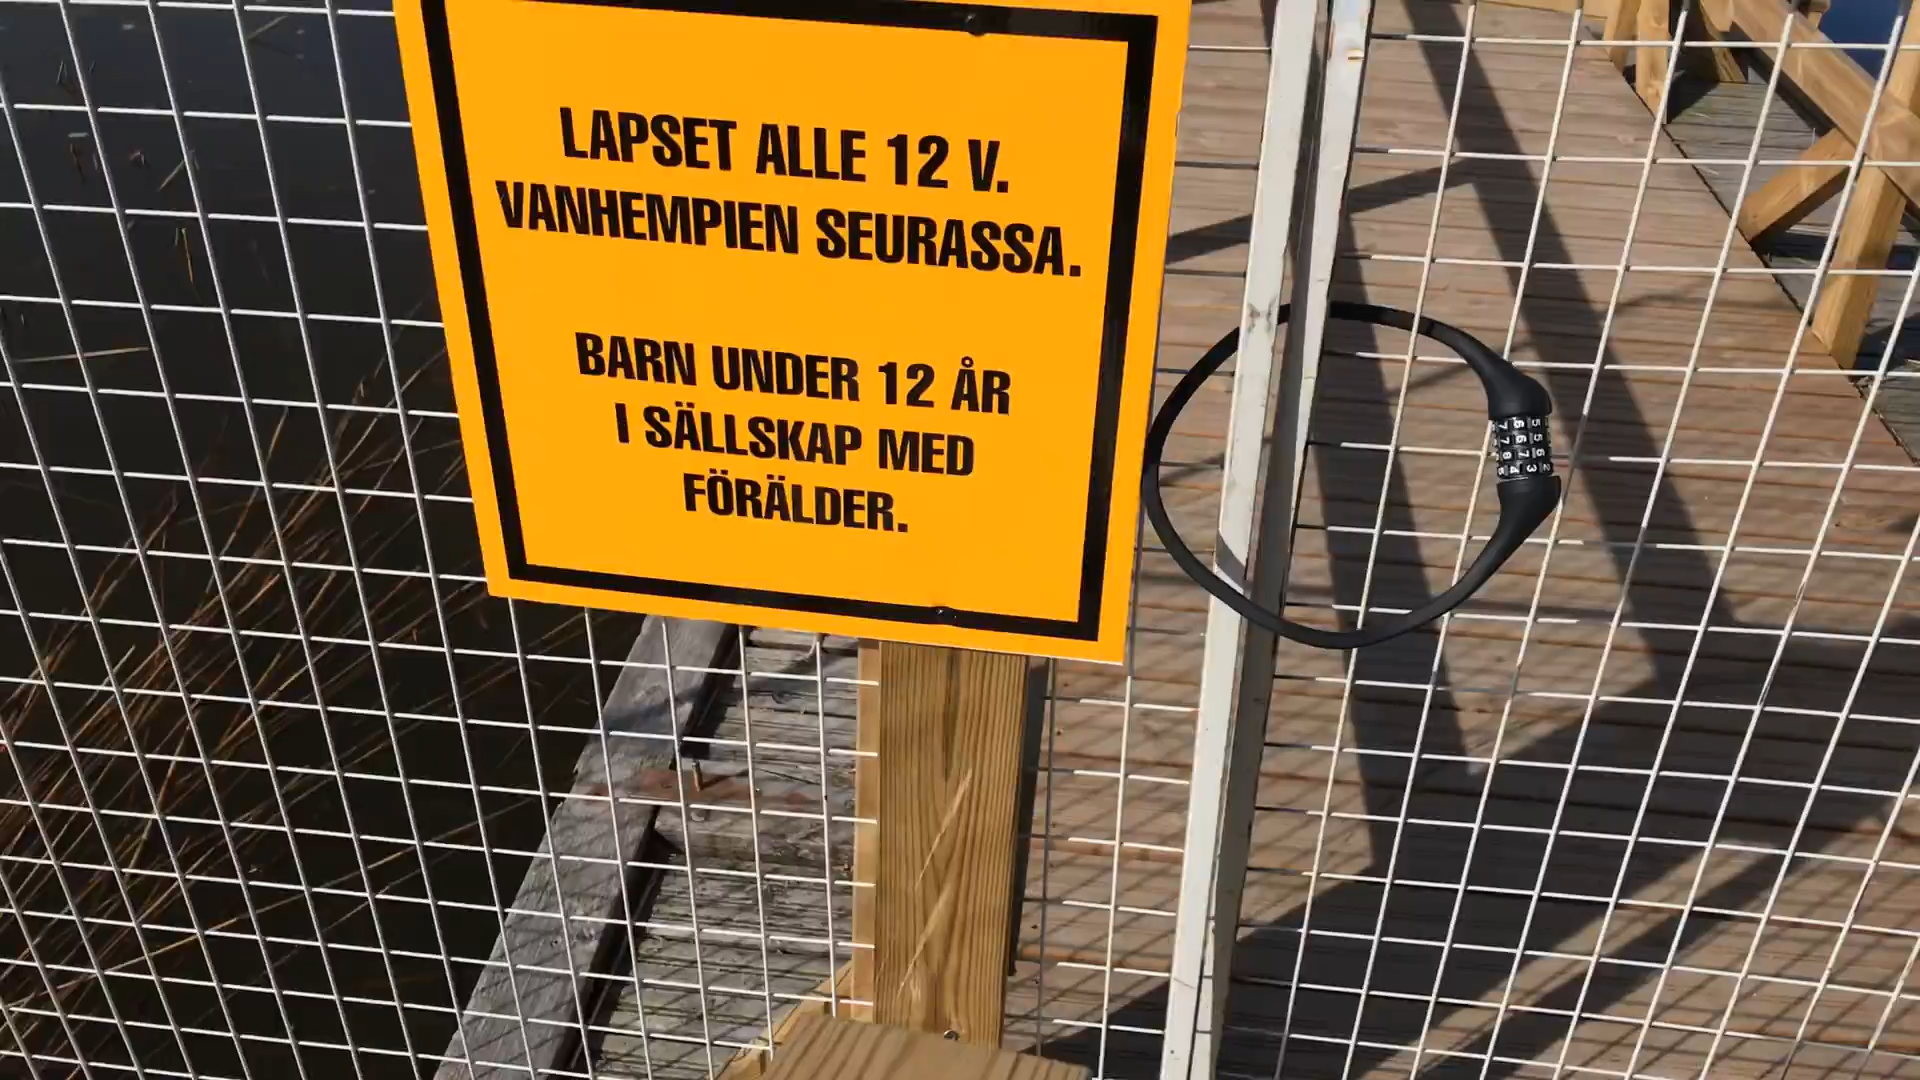 LAPSET ALLE 12 V.
VANHEMPIEN SEURASSA.
BARN UNDER 12 ÅR
I SÄLLSKAP MED
FÖRÄLDER.